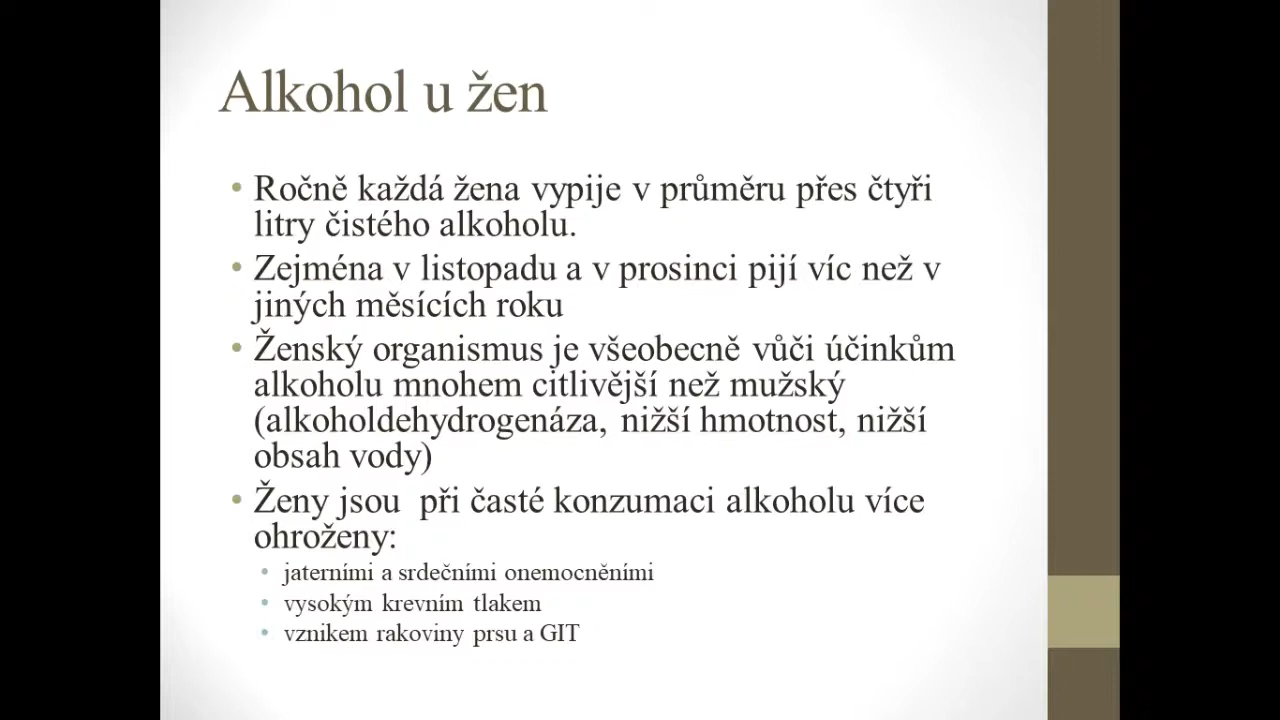 Alkohol u žen
• Ročně každá žena vypije v průměru přes čtyři
litry čistého alkoholu.
• Zejména v listopadu a v prosinci pijí víc než v
jiných měsících roku
• Ženský organismus je všeobecně vůči účinkům
alkoholu mnohem citlivější než mužský
(alkoholdehydrogenáza, nižší hmotnost, nižší
obsah vody)
• Ženy jsou  při časté konzumaci alkoholu více
ohroženy:
• jaterními a srdečními onemocněními
• vysokým krevním tlakem
• vznikem rakoviny prsu a GIT